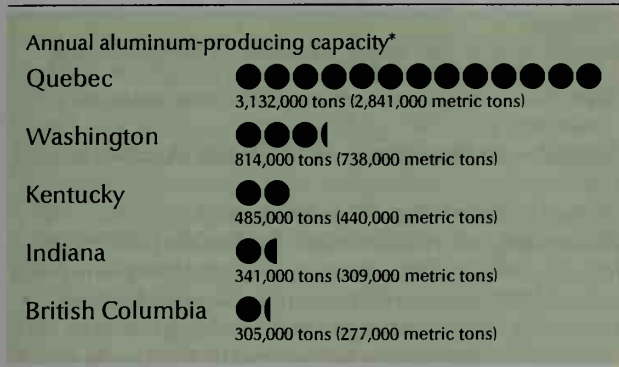 Annual aluminum-producing capacity*
Quebec
3,132,000 tons (2,841,000 metric tons)
Washington
814,000 tons (738,000 metric tons)
Kentucky
485,000 tons (440,000 metric tons)
Indiana
341,000 tons (309,000 metric tons)
British Columbia
305,000 tons (277,000 metric tons)